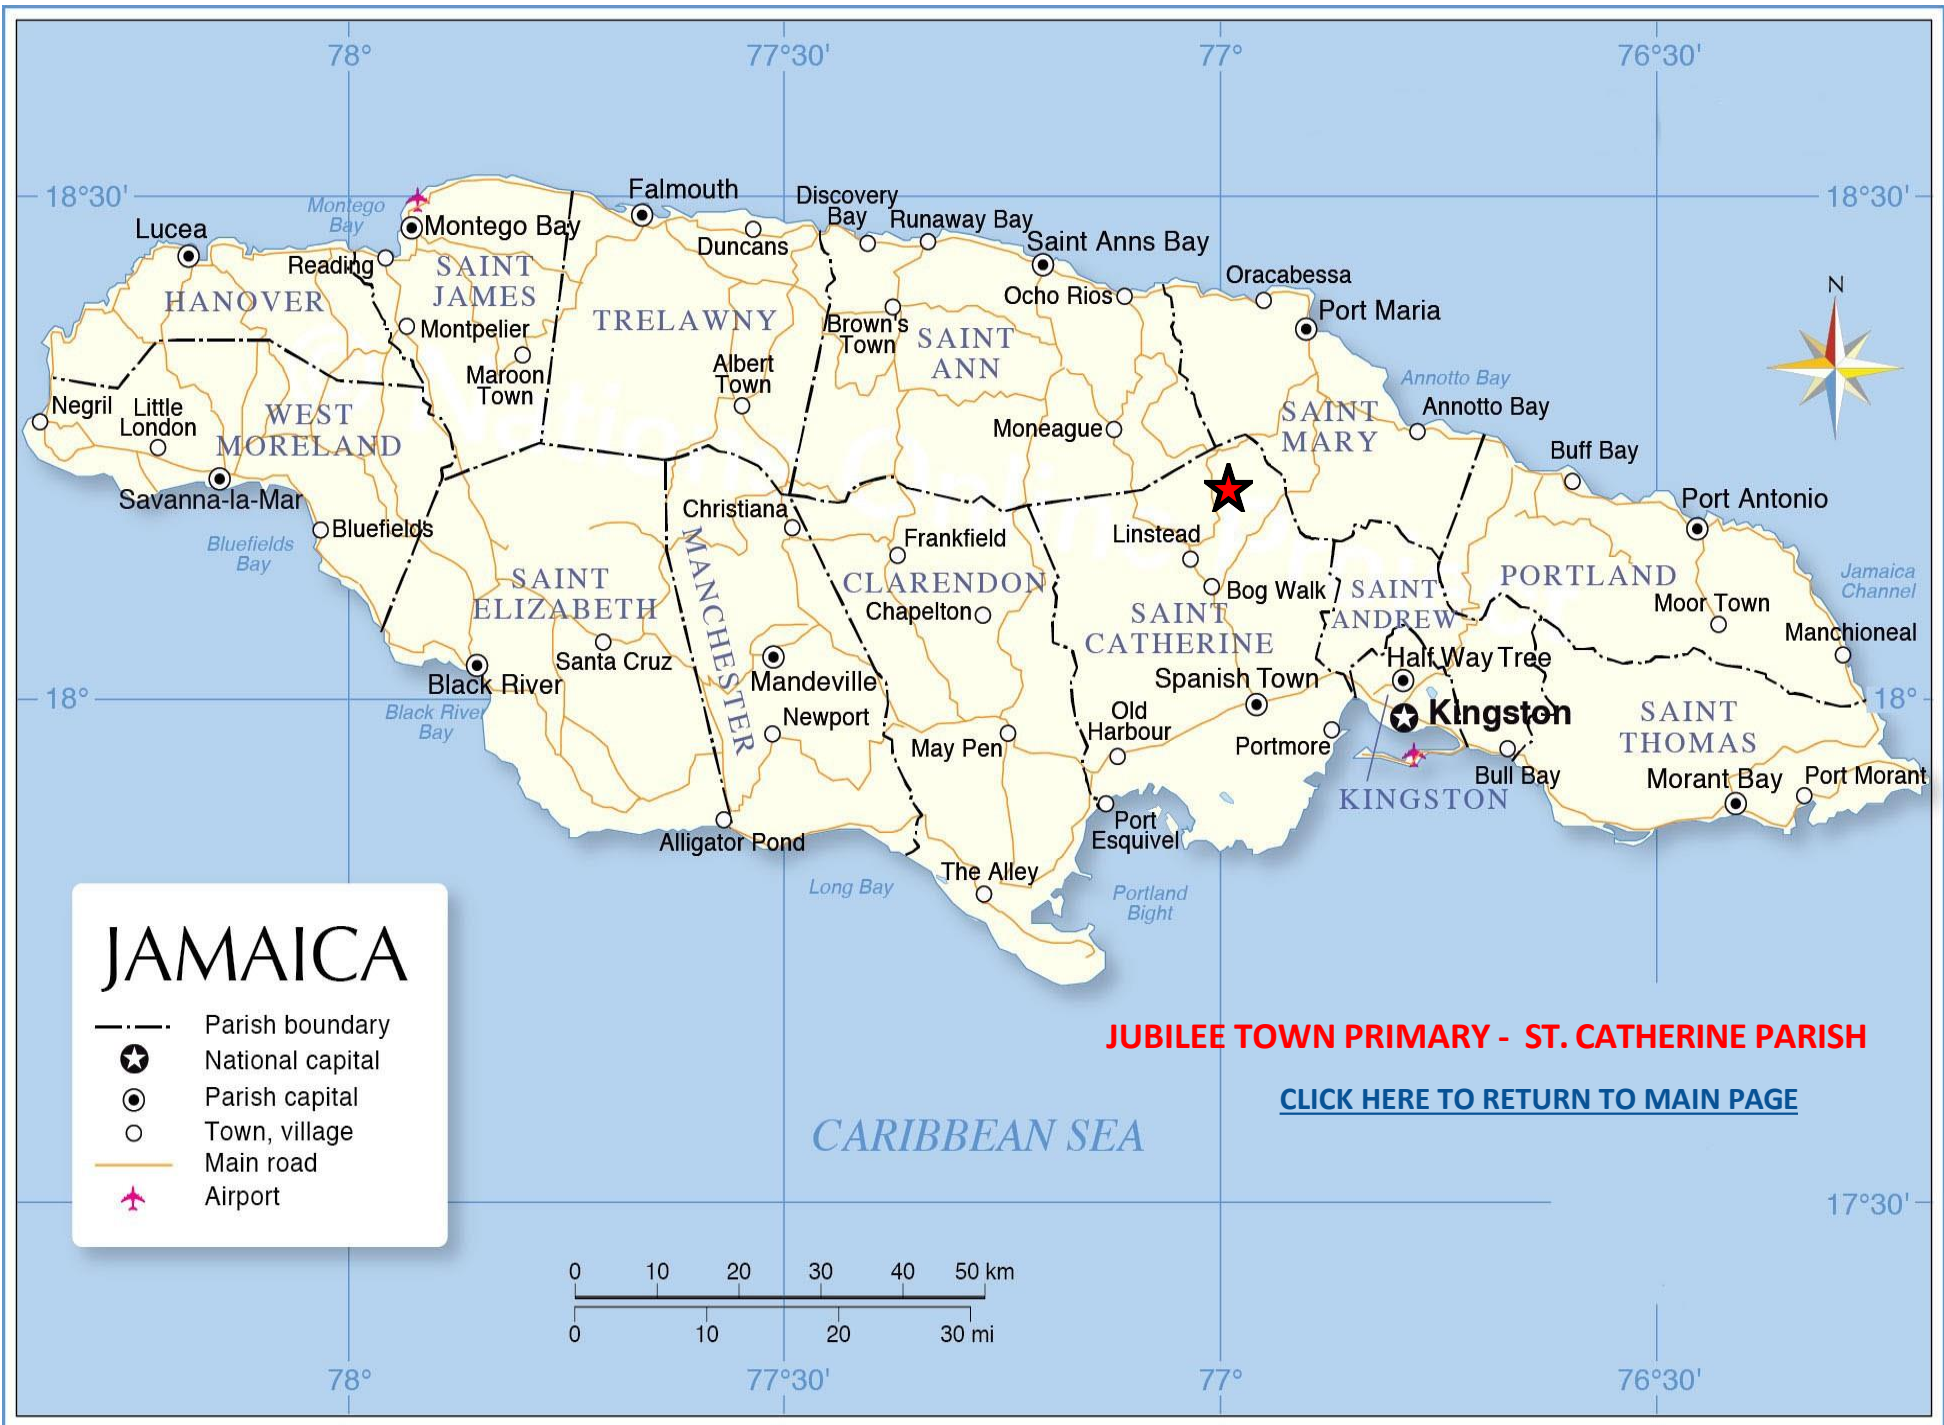 78°
77°30'
77°
76°30'
18°30'
18°30'
Montego
Bay
Lucea
Montego Bay
Reading
Falmouth
Duncans
Discovery
Bay
Runaway Bay
Saint Anns Bay
Ocho Rios
Oracabessa
Port Maria
N
HANOVER
SAINT
JAMES
Montpelier
Maroon
Town
TRELAWNY
Albert
Town
Brown's
Town
SAINT
ANN
Moneague
SAINT
MARY
Annotto Bay
Annotto Bay
Buff Bay
Port Antonio
Negril
Little
London
WEST
MORELAND
Savanna-la-Mar
Bluefields
Bluefields
Bay
Christiana
Frankfield
Linstead
SAINT
ELIZABETH
MANCHESTER
CLARENDON
Chapelton
Bog Walk
SAINT
CATHERINE
SAINT
ANDREW
PORTLAND
Moor Town
Jamaica
Channel
Manchioneal
Santa Cruz
Black River
Black River
Bay
Mandeville
Newport
Spanish Town
Half Way Tree
18°
18°
Kingston
May Pen
Old
Harbour
Portmore
Bull Bay
KINGSTON
SAINT
THOMAS
Morant Bay
Port Morant
Alligator Pond
Port
Esquivel
The Alley
Long Bay
Portland
Bight
JAMAICA
Parish boundary
National capital
Parish capital
Town, village
Main road
Airport
JUBILEE TOWN PRIMARY - ST. CATHERINE PARISH
CLICK HERE TO RETURN TO MAIN PAGE
CARIBBEAN SEA
17°30'
0 10 20 30 40 50 km
0 10 20 30 mi
78°
77°30'
77°
76°30'